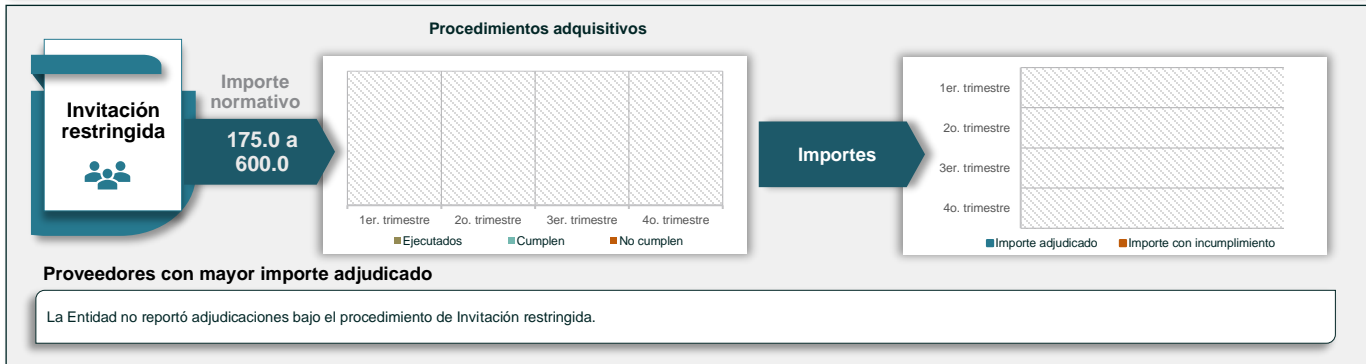 Procedimientos adquisitivos
Invitación
restringida
Importe
normativo
175.0 a
600.0
1er. trimestre
2o. trimestre
3er. trimestre
4o. trimestre
Ejecutados
Cumplen
No cumplen
Importes
1er. trimestre
2o. trimestre
3er. trimestre
4o. trimestre
Importe adjudicado
Importe con incumplimiento
Proveedores con mayor importe adjudicado
La Entidad no reportó adjudicaciones bajo el procedimiento de Invitación restringida.